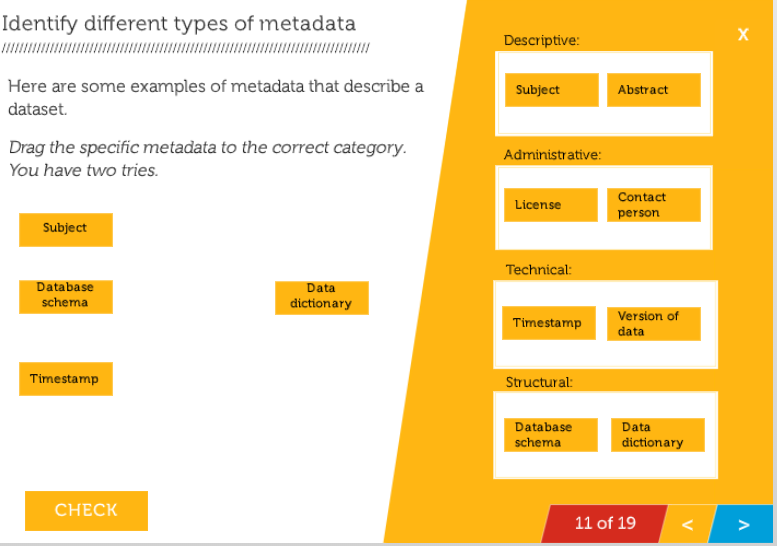 Identify different types of metadata
Here are some examples of metadata that describe a
dataset.
Drag the specific metadata to the correct category.
You have two tries.
Subject
Database
schema
Data
dictionary
Timestamp
CHECK
X
Descriptive:
Subject
Abstract
Administrative:
License
Contact
person
Technical:
Timestamp
Version of
data
Structural:
Database
schema
Data
dictionary
11 of 19
<
>